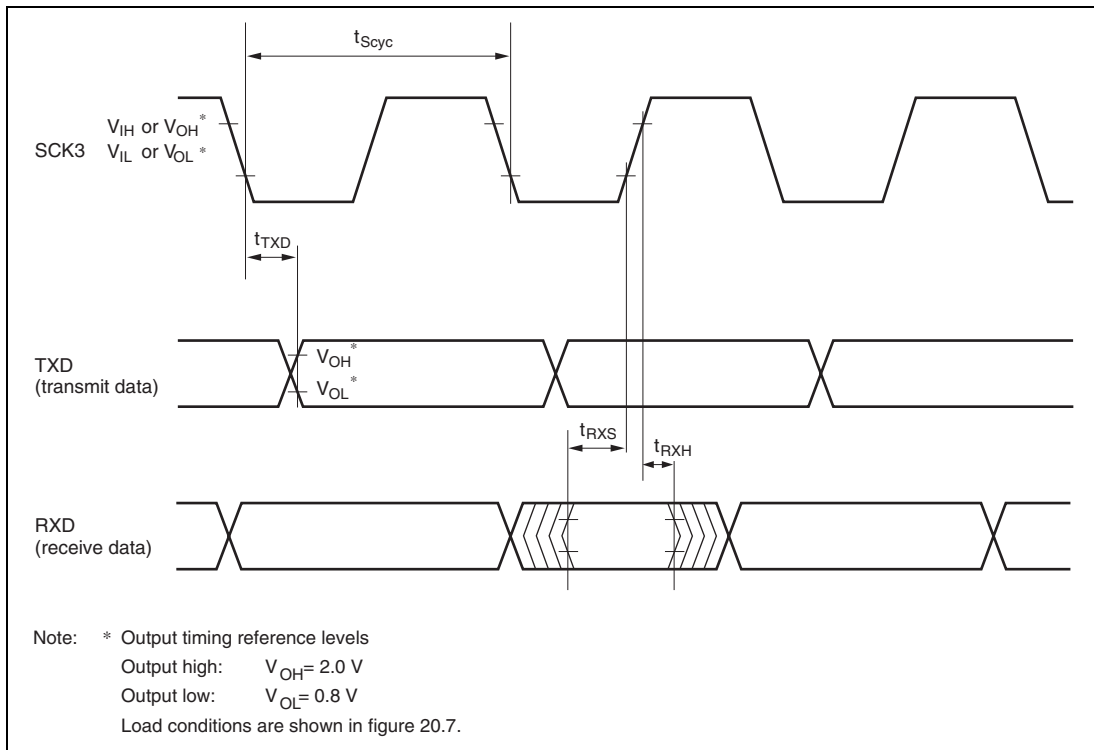 tScyc
VIH or VOH*
SCK3
VIL or VOL*
tTXD
TXD
(transmit data)
VOH*
VOL*
tRXS
tRXH
RXD
(receive data)
Note: * Output timing reference levels
Output high: VOH= 2.0 V
Output low: VOL= 0.8 V
Load conditions are shown in figure 20.7.